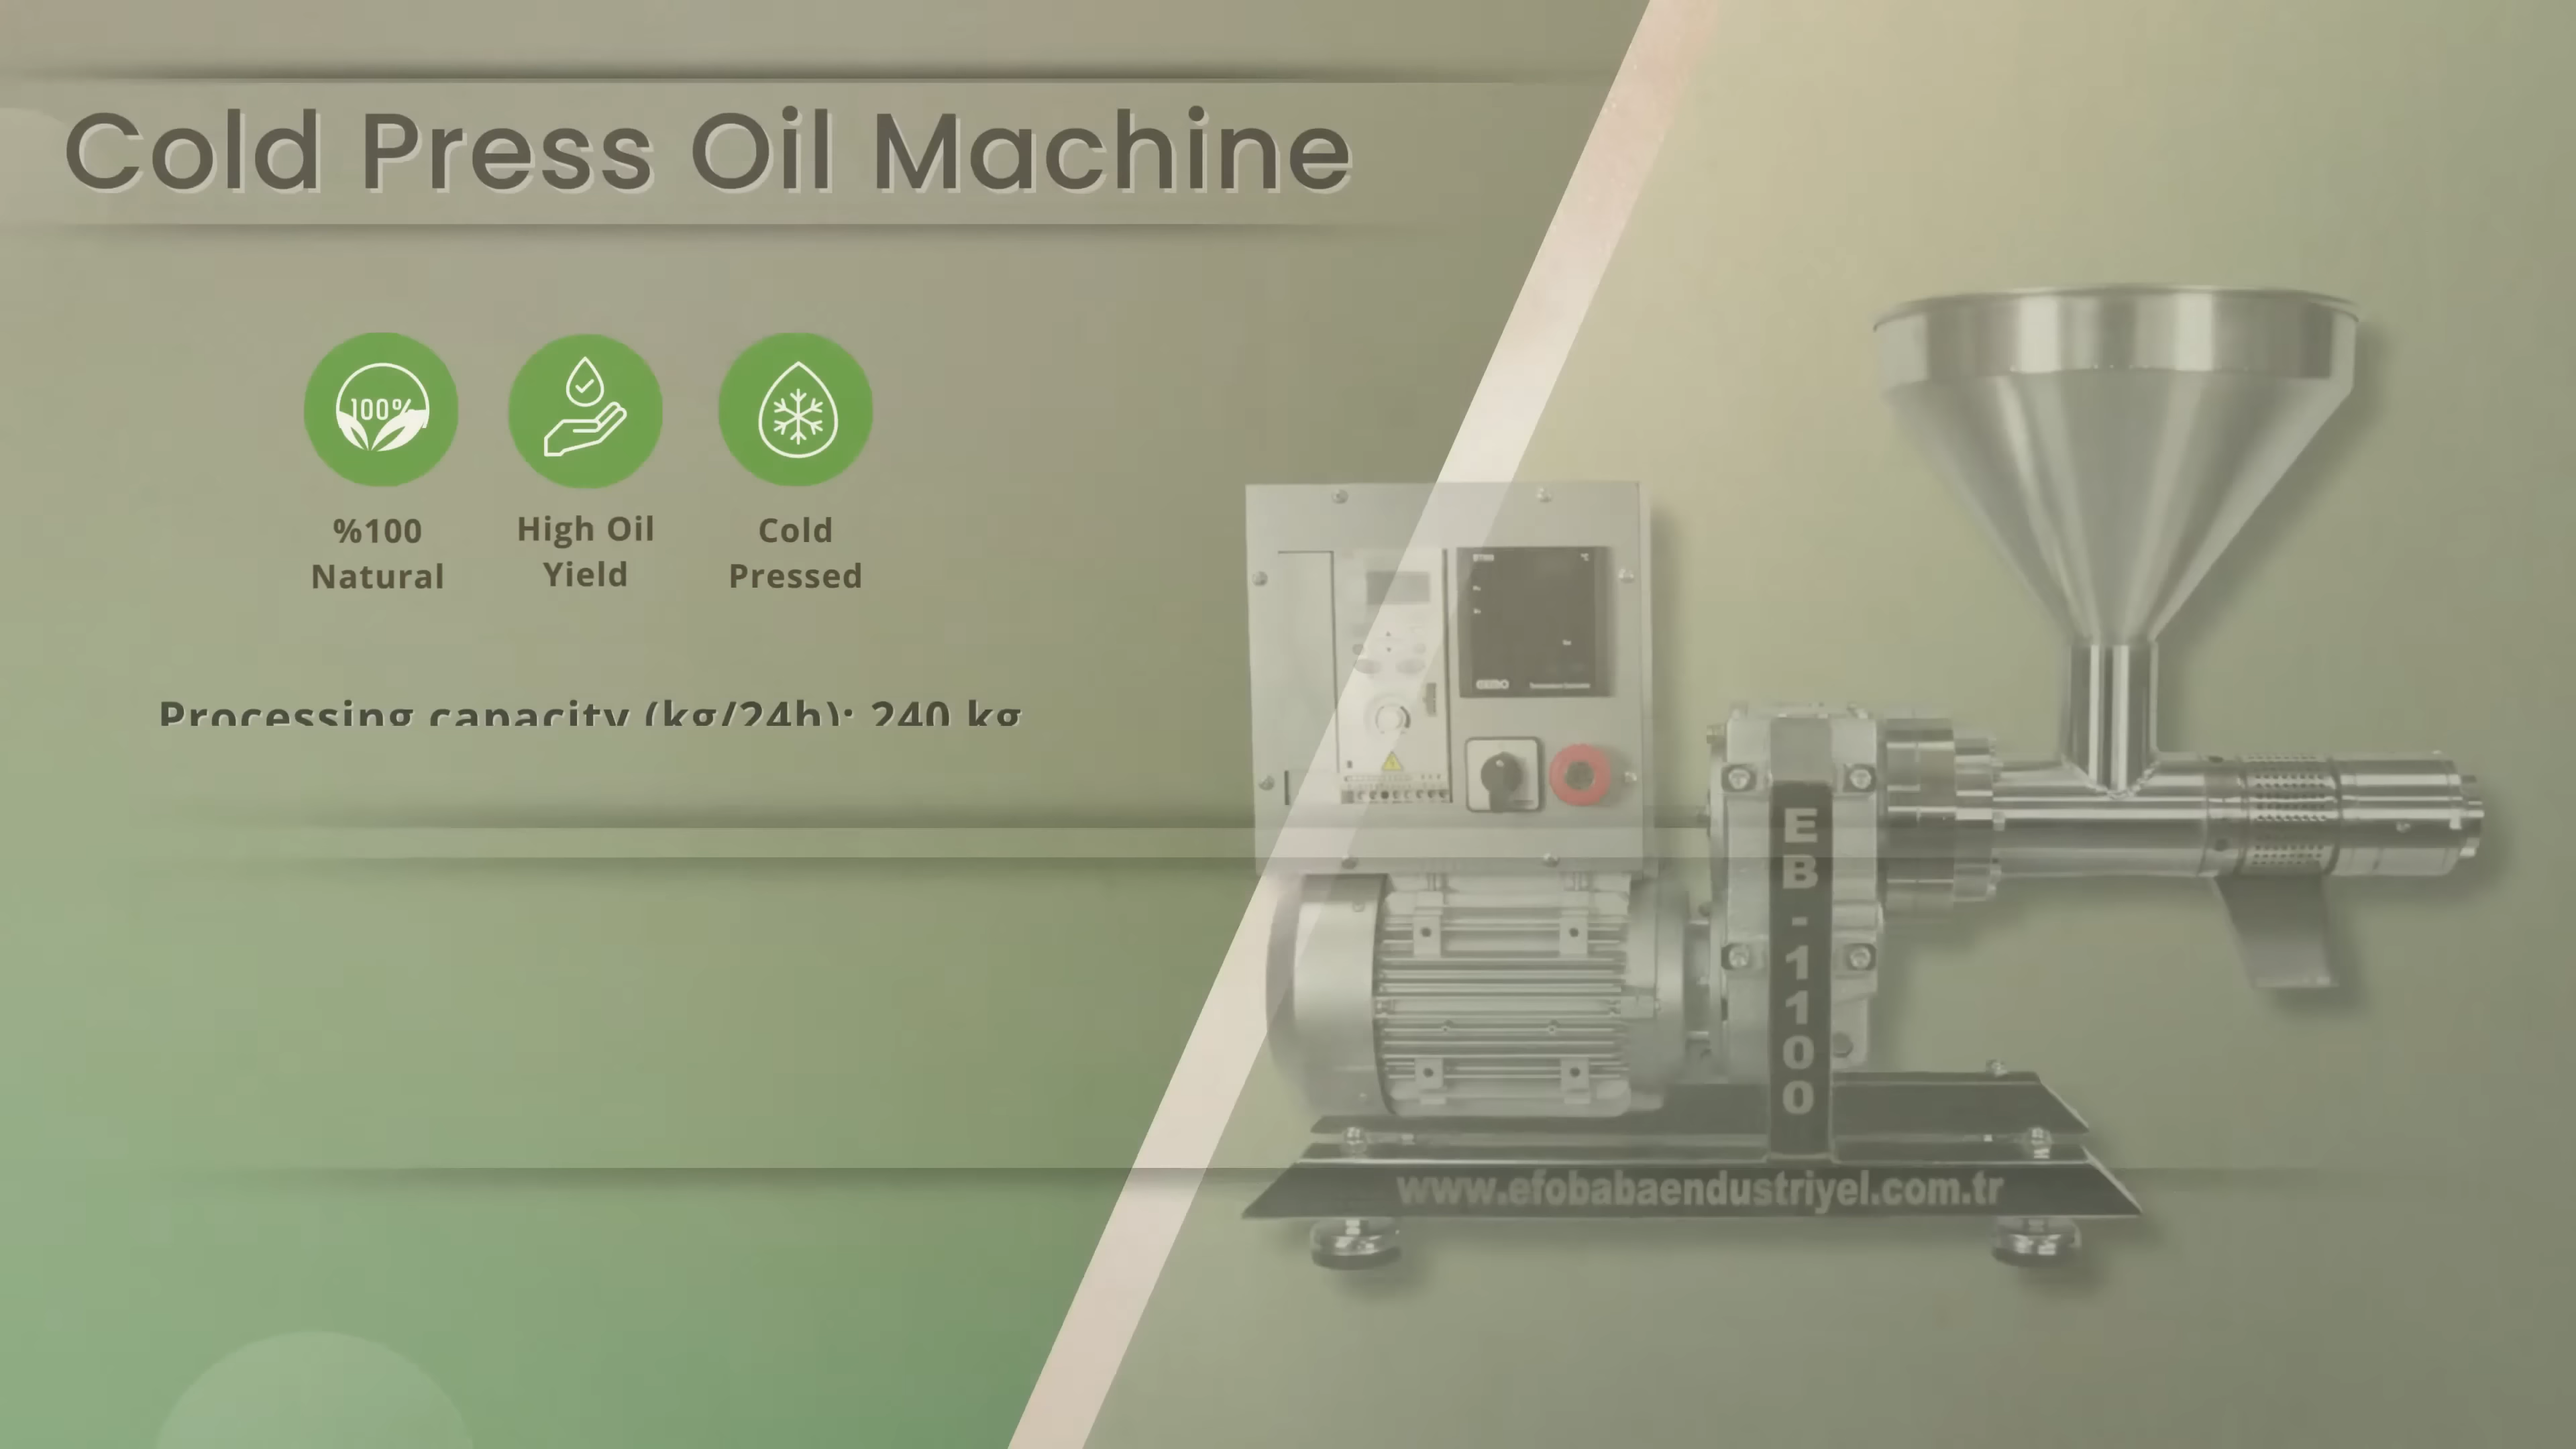 Cold Press Oil Machine
100%
%100
Natural
High Oil
Yield
Cold
Pressed
Processing capacity (kg/24h): 240 kg
EB-1100
www.efobabaendustriyel.com.tr